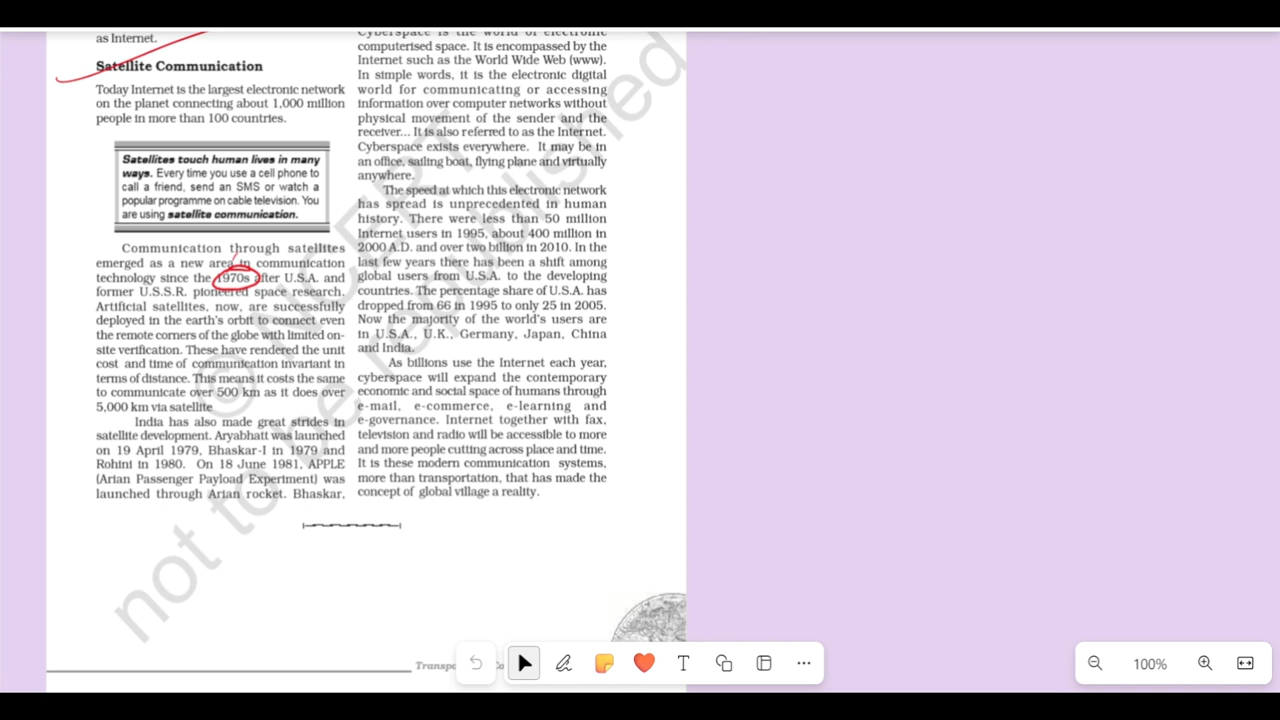 as Internet.
Satellite Communication
Today Internet is the largest electronic network
on the planet connecting about 1,000 million
people in more than 100 countries.
Satellites touch human lives in many
ways. Every time you use a cell phone to
call a friend, send an SMS or watch a
popular programme on cable television. You
are using satellite communication.
Communication through satellites
emerged as a new area in communication
technology since the 1970s after U.S.A. and
former U.S.S.R. pioneered space research.
Artificial satellites, now, are successfully
deployed in the earth's orbit to connect even
the remote corners of the globe with limited on-
site verification. These have rendered the unit
cost and time of communication invariant in
terms of distance. This means it costs the same
to communicate over 500 km as it does over
5,000 km via satellite
India has also made great strides in
satellite development. Aryabhatt was launched
on 19 April 1979, Bhaskar-I in 1979 and
Rohini in 1980. On 18 June 1981, APPLE
(Arian Passenger Payload Experiment) was
launched through Arian rocket. Bhaskar,
Cyberspace is the world of electronic
computerised space. It is encompassed by the
Internet such as the World Wide Web (www).
In simple words, it is the electronic digital
world for communicating or accessing
information over computer networks without
physical movement of the sender and the
receiver... It is also referred to as the Internet.
Cyberspace exists everywhere. It may be in
an office, sailing boat, flying plane and virtually
anywhere.
The speed at which this electronic network
has spread is unprecedented in human
history. There were less than 50 million
Internet users in 1995, about 400 million in
2000 A.D. and over two billion in 2010. In the
last few years there has been a shift among
global users from U.S.A. to the developing
countries. The percentage share of U.S.A. has
dropped from 66 in 1995 to only 25 in 2005.
Now the majority of the world's users are
in U.S.A., U.K., Germany, Japan, China
and India.
As billions use the Internet each year,
cyberspace will expand the contemporary
economic and social space of humans through
e-mail, e-commerce, e-learning and
e-governance. Internet together with fax,
television and radio will be accessible to more
and more people cutting across place and time.
It is these modern communication systems,
more than transportation, that has made the
concept of global village a reality.
© NCERT
not to be republished
T
100%